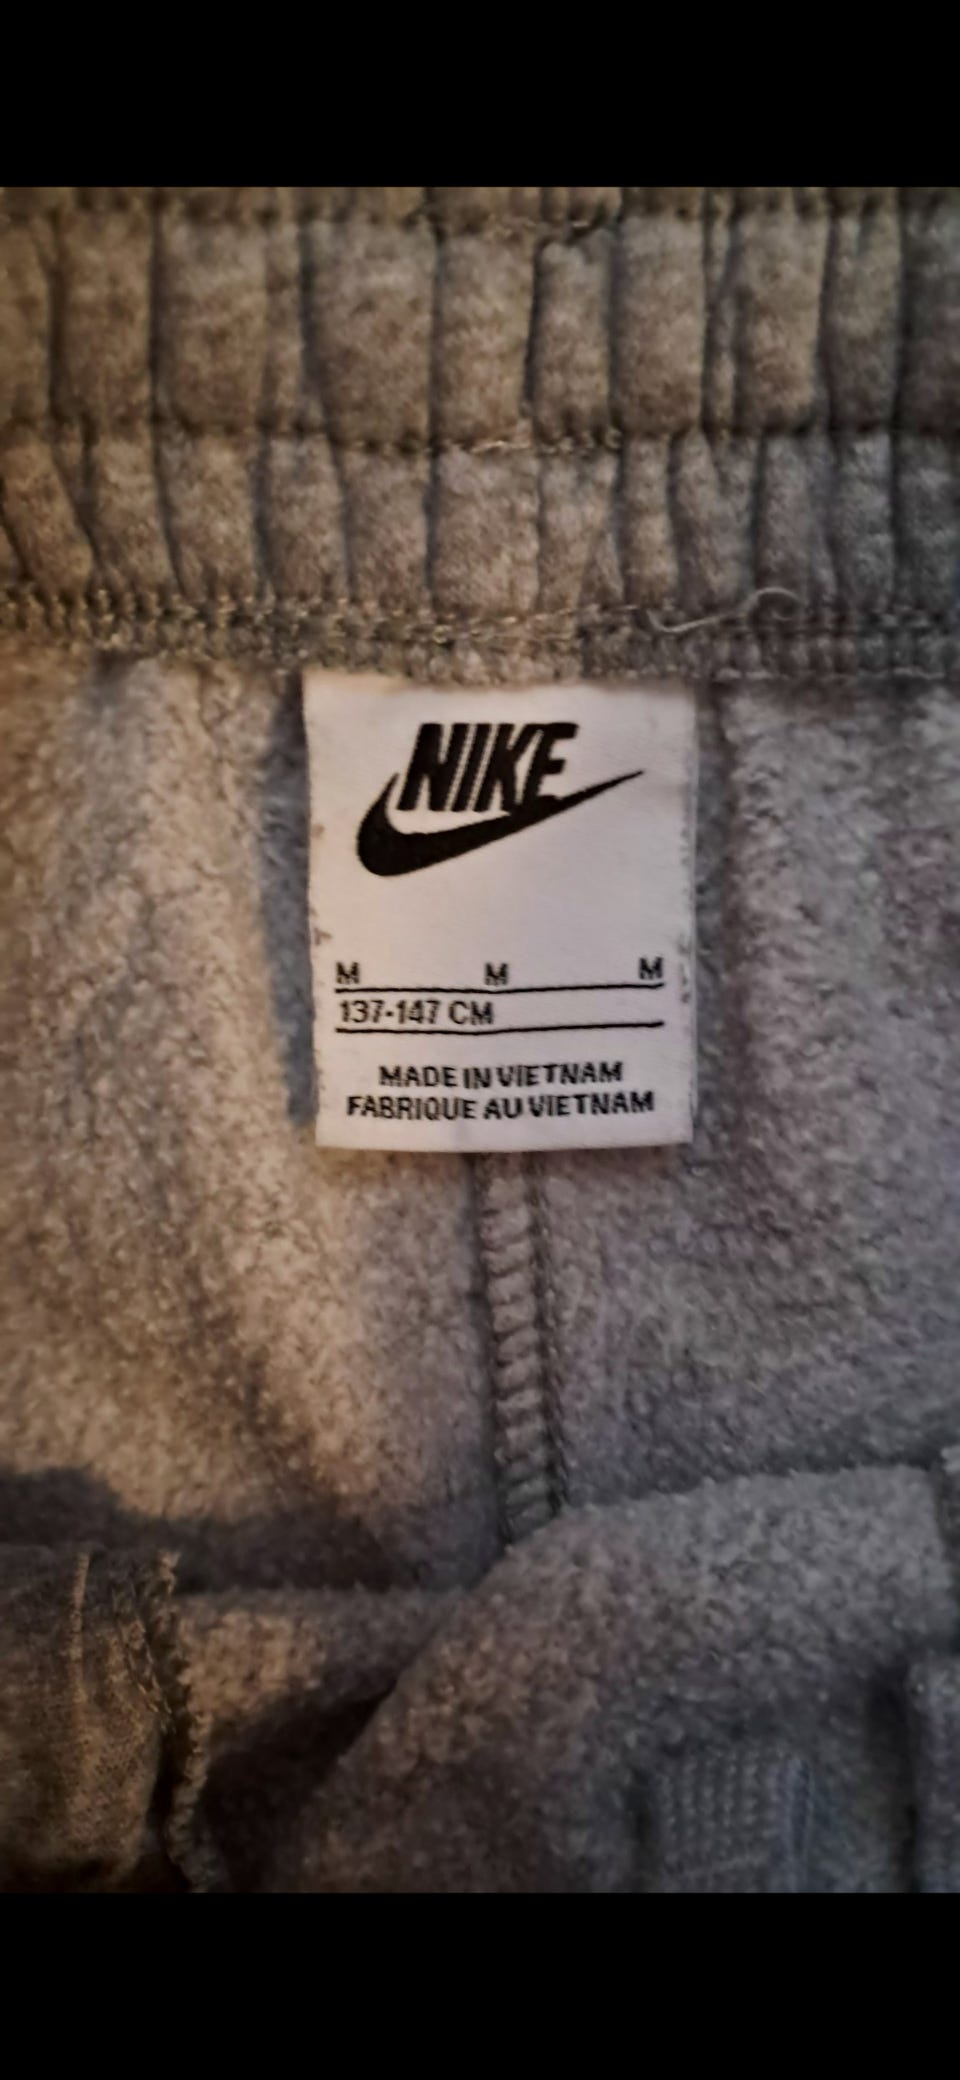 NIKE
M M M
137-147 CM
MADE IN VIETNAM
FABRIQUE AU VIETNAM